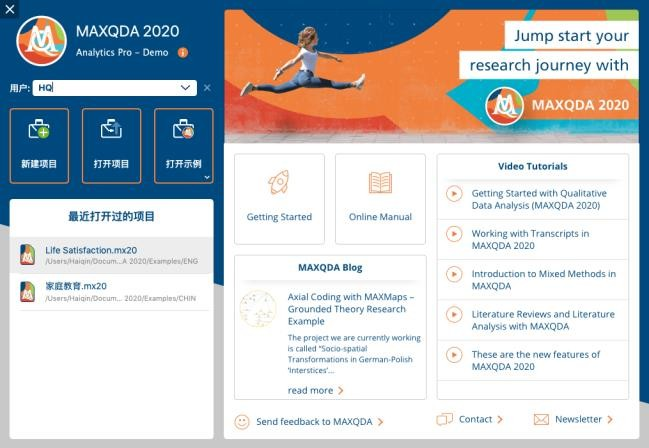 MAXQDA 2020
Analytics Pro – Demo
用户:
HQ
新建项目
打开项目
打开示例
最近打开过的项目
Life Satisfaction.mx20
/Users/Haiqin/Docum...A 2020/Examples/ENG
家庭教育.mx20
/Users/Haiqin/Docum... 2020/Examples/CHIN
Jump start your
research journey with
MAXQDA 2020
Getting Started
Online Manual
MAXQDA Blog
Axial Coding with MAXMaps –
Grounded Theory Research
Example
The project we are currently working
is called "Socio-spatial
Transformations in German-Polish
'Interstices'...
read more
Video Tutorials
Getting Started with Qualitative
Data Analysis (MAXQDA 2020)
Working with Transcripts in
MAXQDA 2020
Introduction to Mixed Methods in
MAXQDA
Literature Reviews and Literature
Analysis with MAXQDA
These are the new features of
MAXQDA 2020
Send feedback to MAXQDA
Contact
Newsletter